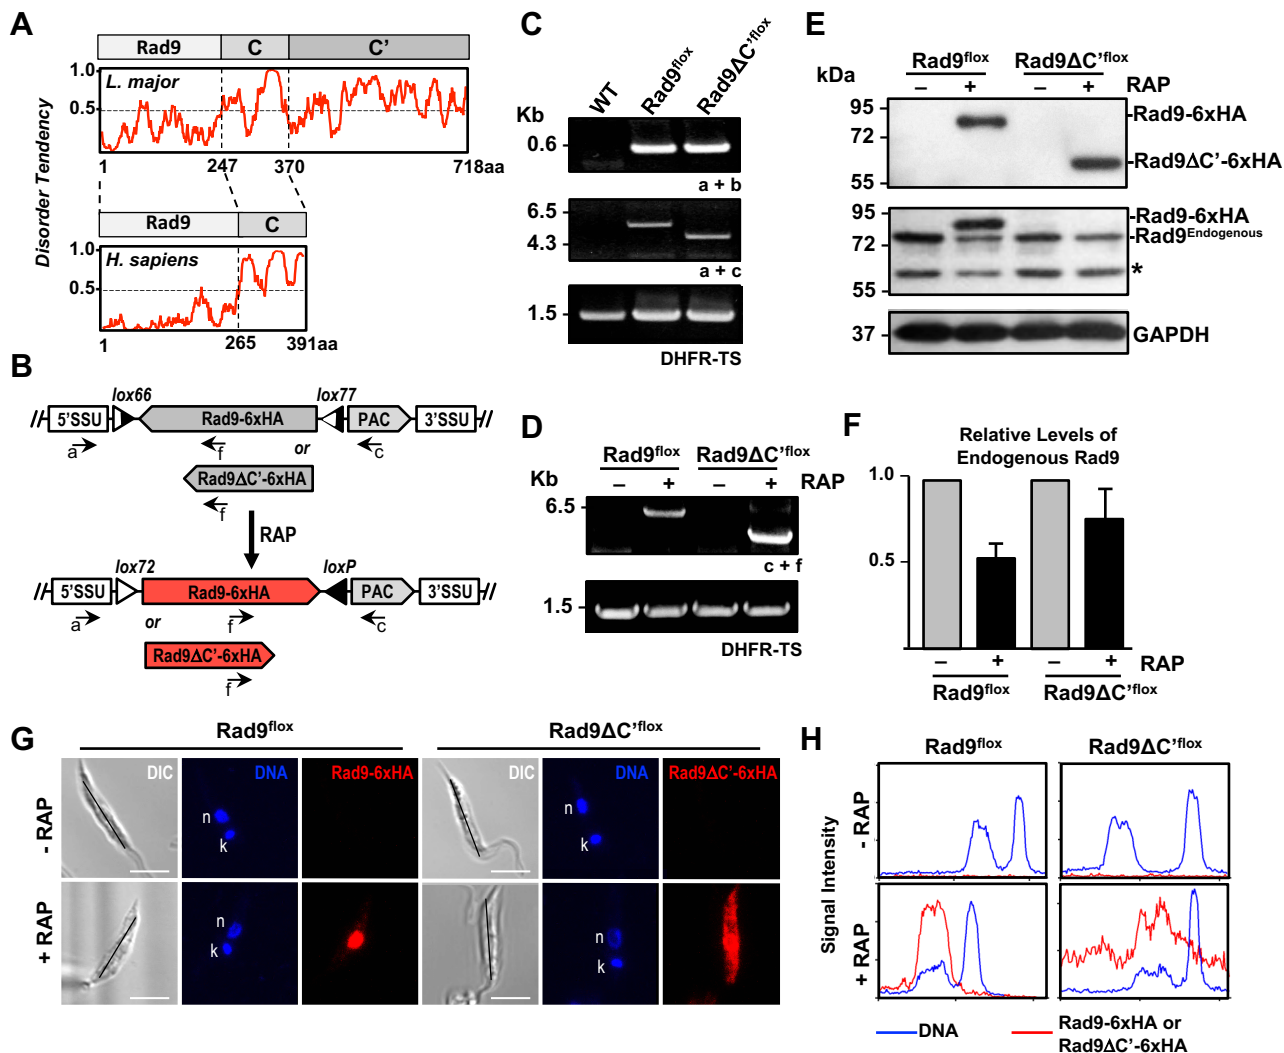 A
Rad9 C C'
1.0
L. major
0.5
1 247 370 718aa
Rad9 C
1.0
H. sapiens
0.5
1 265 391aa
Disorder Tendency
B
lox66 lox77
// 5'SSU Rad9-6xHA PAC 3'SSU //
a f or c
Rad9ΔC'-6xHA
f
RAP
lox72 loxP
// 5'SSU Rad9-6xHA PAC 3'SSU //
a or f c
Rad9ΔC'-6xHA
f
C
WT Rad9flox Rad9ΔC'flox
Kb
0.6
a + b
6.5
4.3
a + c
1.5
DHFR-TS
D
Rad9flox Rad9ΔC'flox
Kb – + – + RAP
6.5
c + f
1.5
DHFR-TS
E
Rad9flox Rad9ΔC'flox
kDa – + – + RAP
95 -Rad9-6xHA
72
-Rad9ΔC'-6xHA
55
95 -Rad9-6xHA
-Rad9Endogenous
72
*
55
37 GAPDH
F
Relative Levels of
Endogenous Rad9
1.0
0.5
– + – + RAP
Rad9flox Rad9ΔC'flox
G
Rad9flox Rad9ΔC'flox
- RAP
DIC DNA Rad9-6xHA DIC DNA Rad9ΔC'-6xHA
n n
k k
+ RAP
n n
k k
H
Rad9flox Rad9ΔC'flox
Signal Intensity
- RAP
+ RAP
DNA Rad9-6xHA or
Rad9ΔC'-6xHA